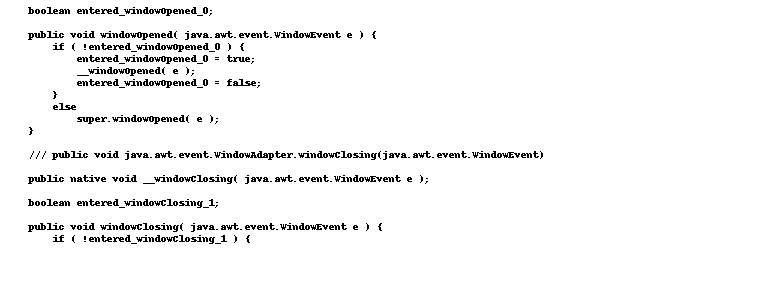 boolean entered_windowOpened_0;
public void windowOpened( java.awt.event.WindowEvent e ) {
if ( !entered_windowOpened_0 ) {
entered_windowOpened_0 = true;
__windowOpened( e );
entered_windowOpened_0 = false;
}
else
super.windowOpened( e );
}
/// public void java.awt.event.WindowAdapter.windowClosing(java.awt.event.WindowEvent)
public native void __windowClosing( java.awt.event.WindowEvent e );
boolean entered_windowClosing_1;
public void windowClosing( java.awt.event.WindowEvent e ) {
if ( !entered_windowClosing_1 ) {